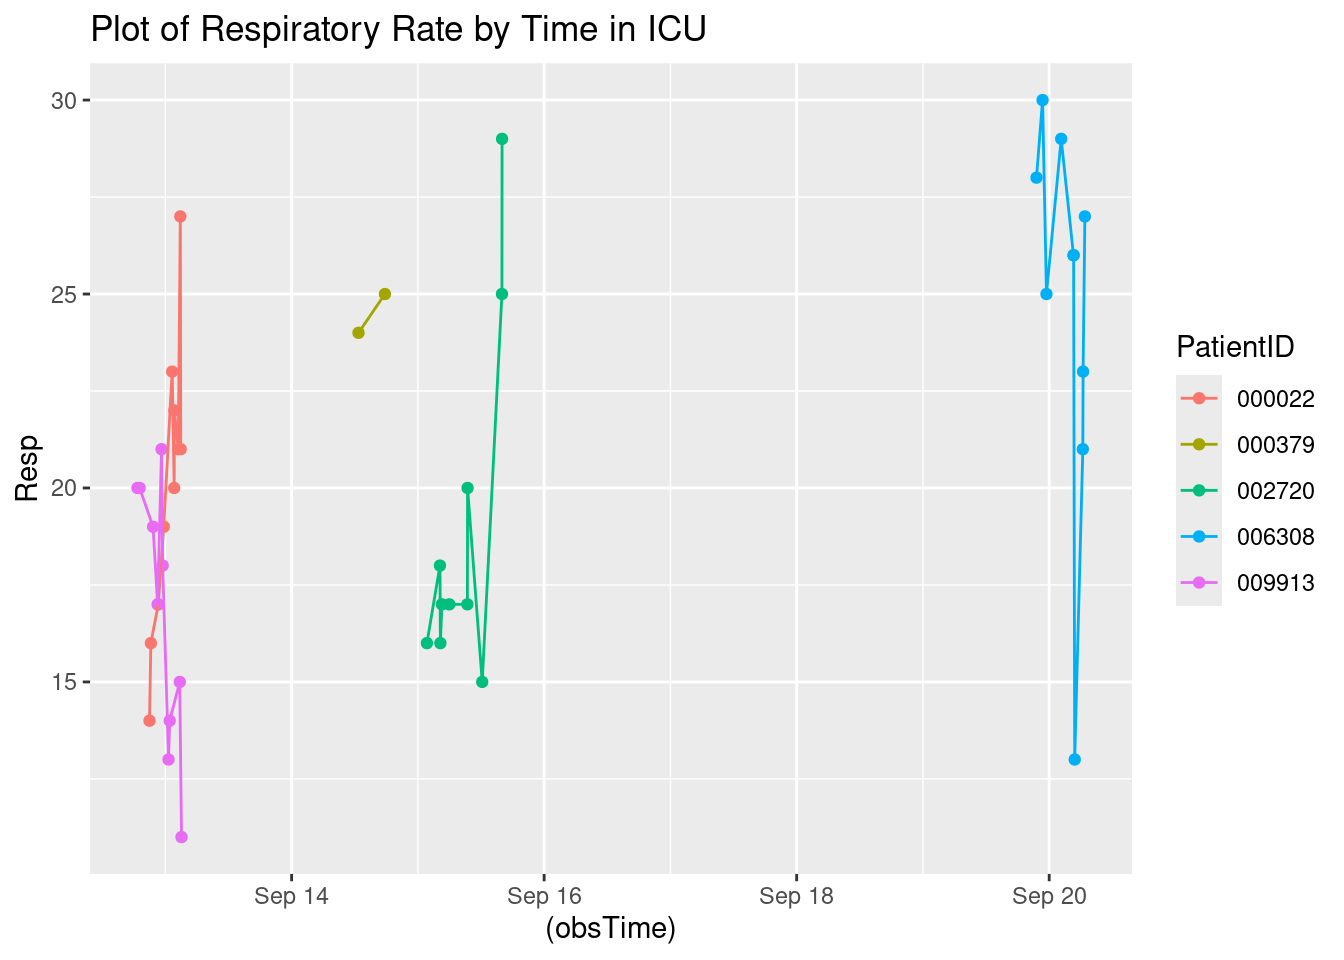 Plot of Respiratory Rate by Time in ICU
30
25
20
15
Resp
Sep 14 Sep 16 Sep 18 Sep 20
(obsTime)
PatientID
000022
000379
002720
006308
009913